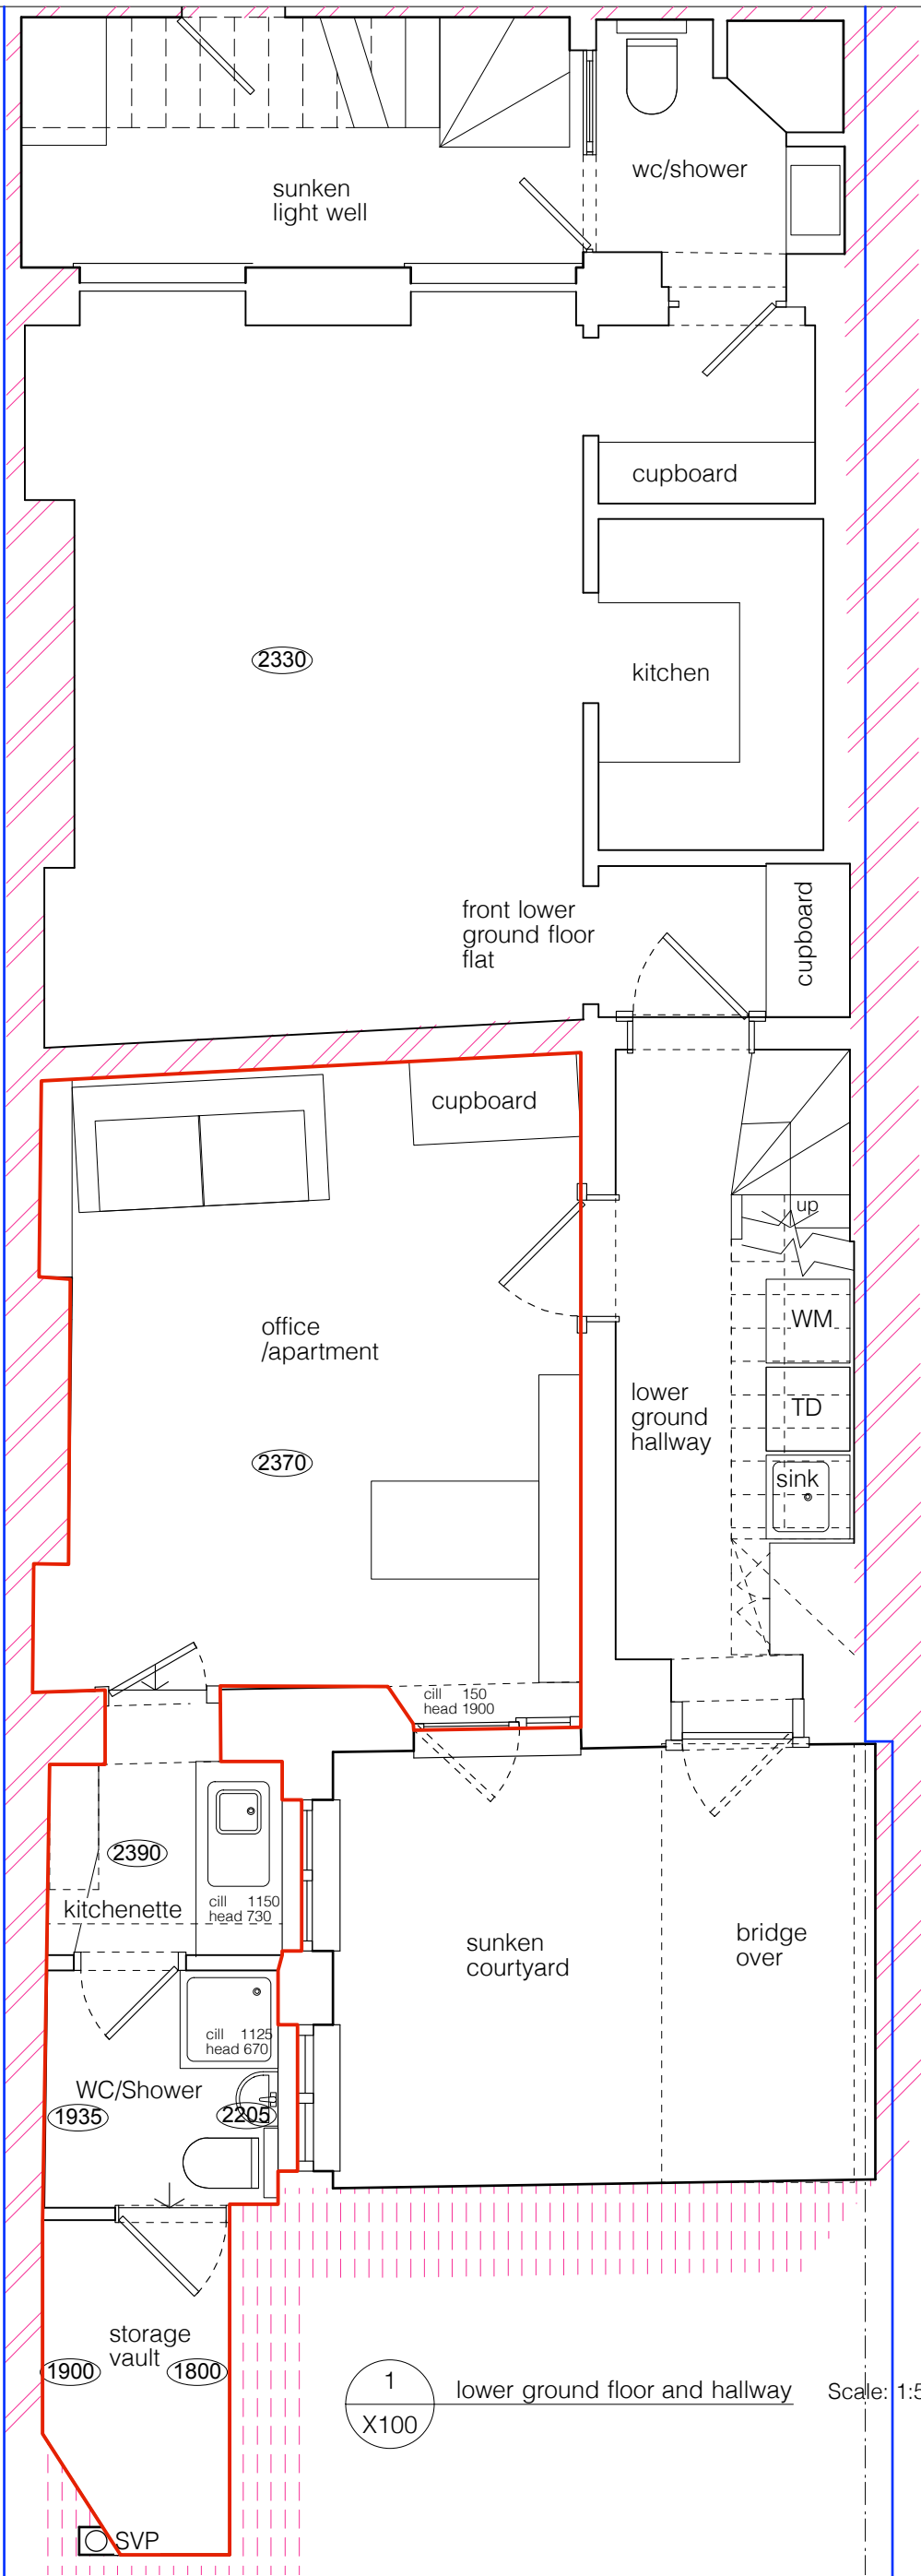 sunken
light well
wc/shower
cupboard
2330
kitchen
front lower
ground floor
flat
cupboard
cupboard
up
office
/apartment
WM
lower
ground
hallway
TD
2370
sink
cill 150
head 1900
2390
kitchenette
cill 1150
head 730
sunken
courtyard
bridge
over
cill 1125
head 670
WC/Shower
1935
2205
storage
vault
1900
1800
1
X100
lower ground floor and hallway
Scale: 1:5
SVP